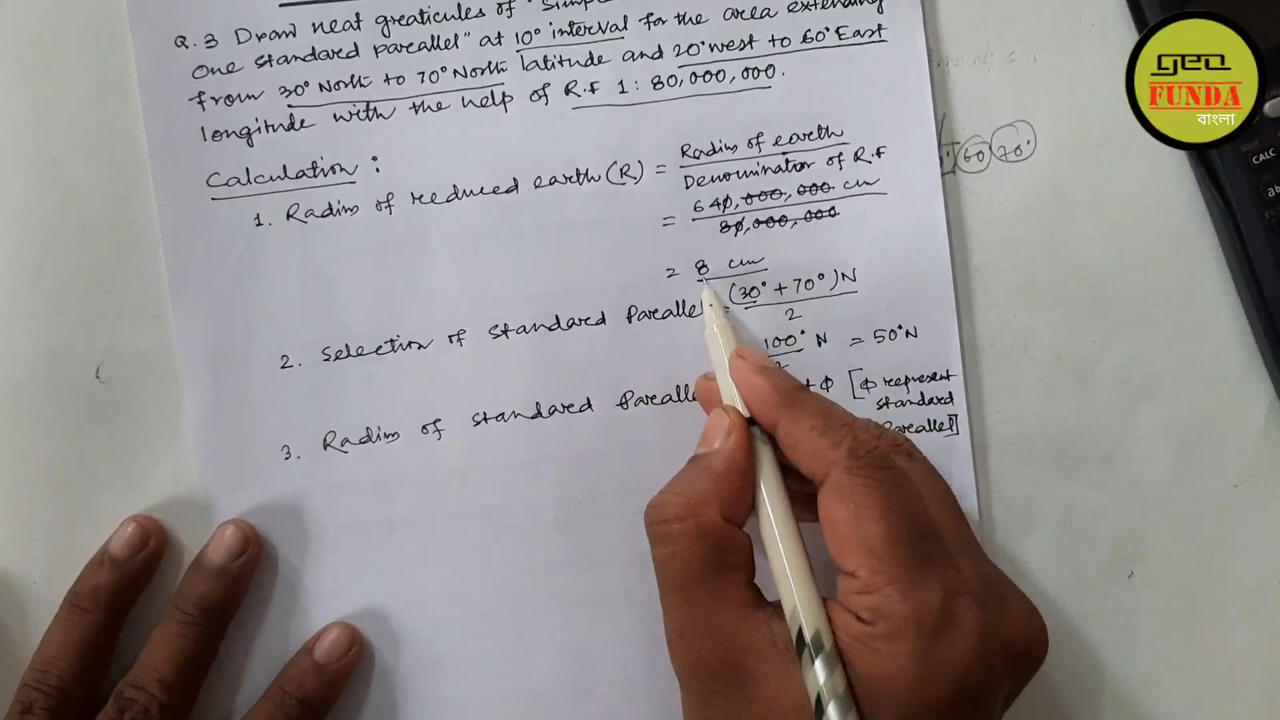 Q.3 Draw neat greaticules of "Simp
One standard parallel" at 10° interval for the area extending
from 30° North to 70° North latitude and 20° west to 60° East
longitude with the help of R.F 1: 80,000,000.
Calculation :
1. Radius of reduced earth (R) = Radius of earth
Denominator of R.F
= 640,000,000 cm
80,000,000
= 8 cm
2. Selection of Standard Parallel = (30° + 70°) N
2
100° N = 50° N
3. Radius of standard Paralle ϕ [ϕ represent
standard
Parallel]
60 70°
GEO
FUNDA
বাংলা
CALC